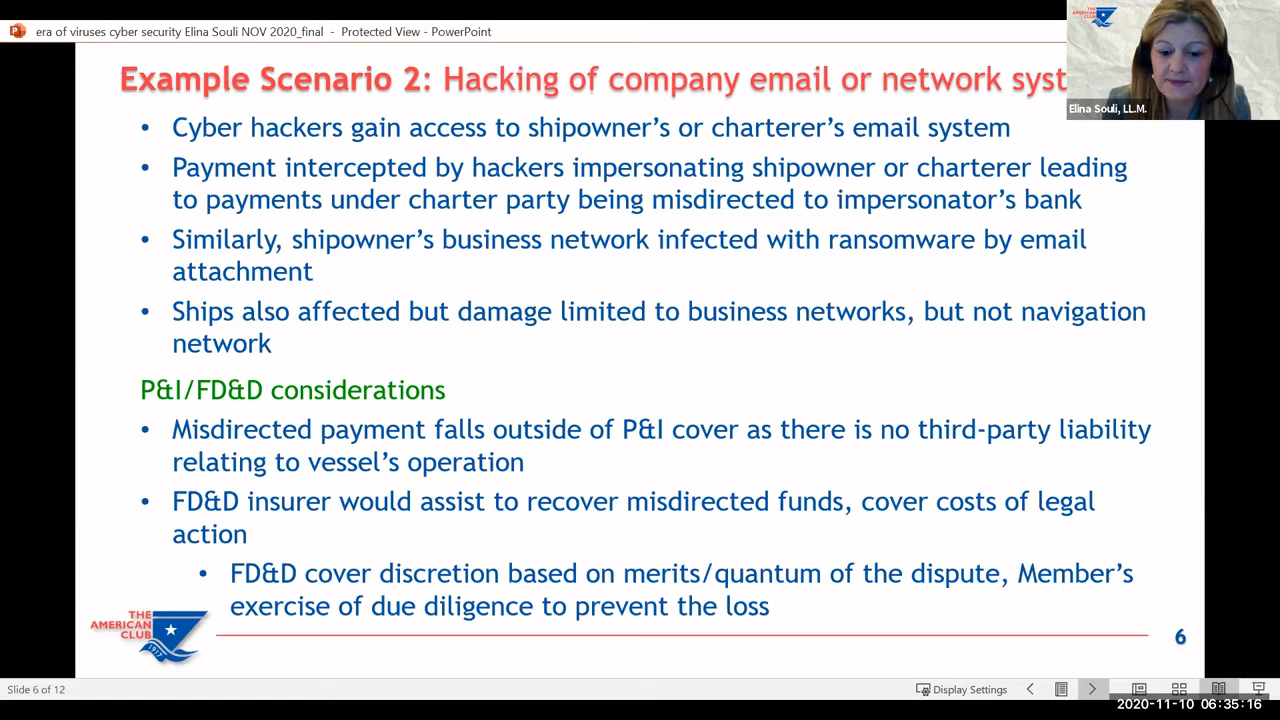 era of viruses cyber security Elina Souli NOV 2020_final - Protected View - PowerPoint
Example Scenario 2: Hacking of company email or network syst
Elina Souli, LL.M.
• Cyber hackers gain access to shipowner's or charterer's email system
• Payment intercepted by hackers impersonating shipowner or charterer leading
to payments under charter party being misdirected to impersonator's bank
• Similarly, shipowner's business network infected with ransomware by email
attachment
• Ships also affected but damage limited to business networks, but not navigation
network
P&I/FD&D considerations
• Misdirected payment falls outside of P&I cover as there is no third-party liability
relating to vessel's operation
• FD&D insurer would assist to recover misdirected funds, cover costs of legal
action
• FD&D cover discretion based on merits/quantum of the dispute, Member's
exercise of due diligence to prevent the loss
THE
AMERICAN
CLUB
1917
6
Slide 6 of 12
Display Settings
2020-11-10 06:35:16